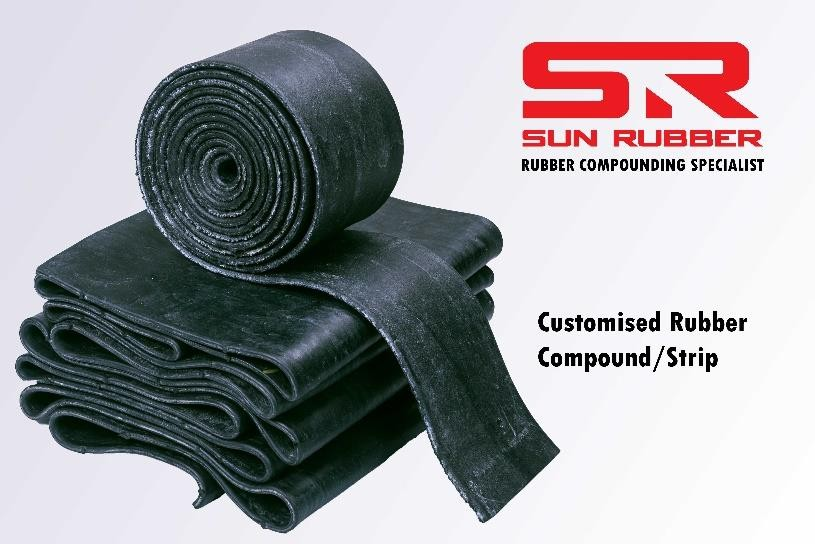 SR
SUN RUBBER
RUBBER COMPOUNDING SPECIALIST
Customised Rubber
Compound/Strip